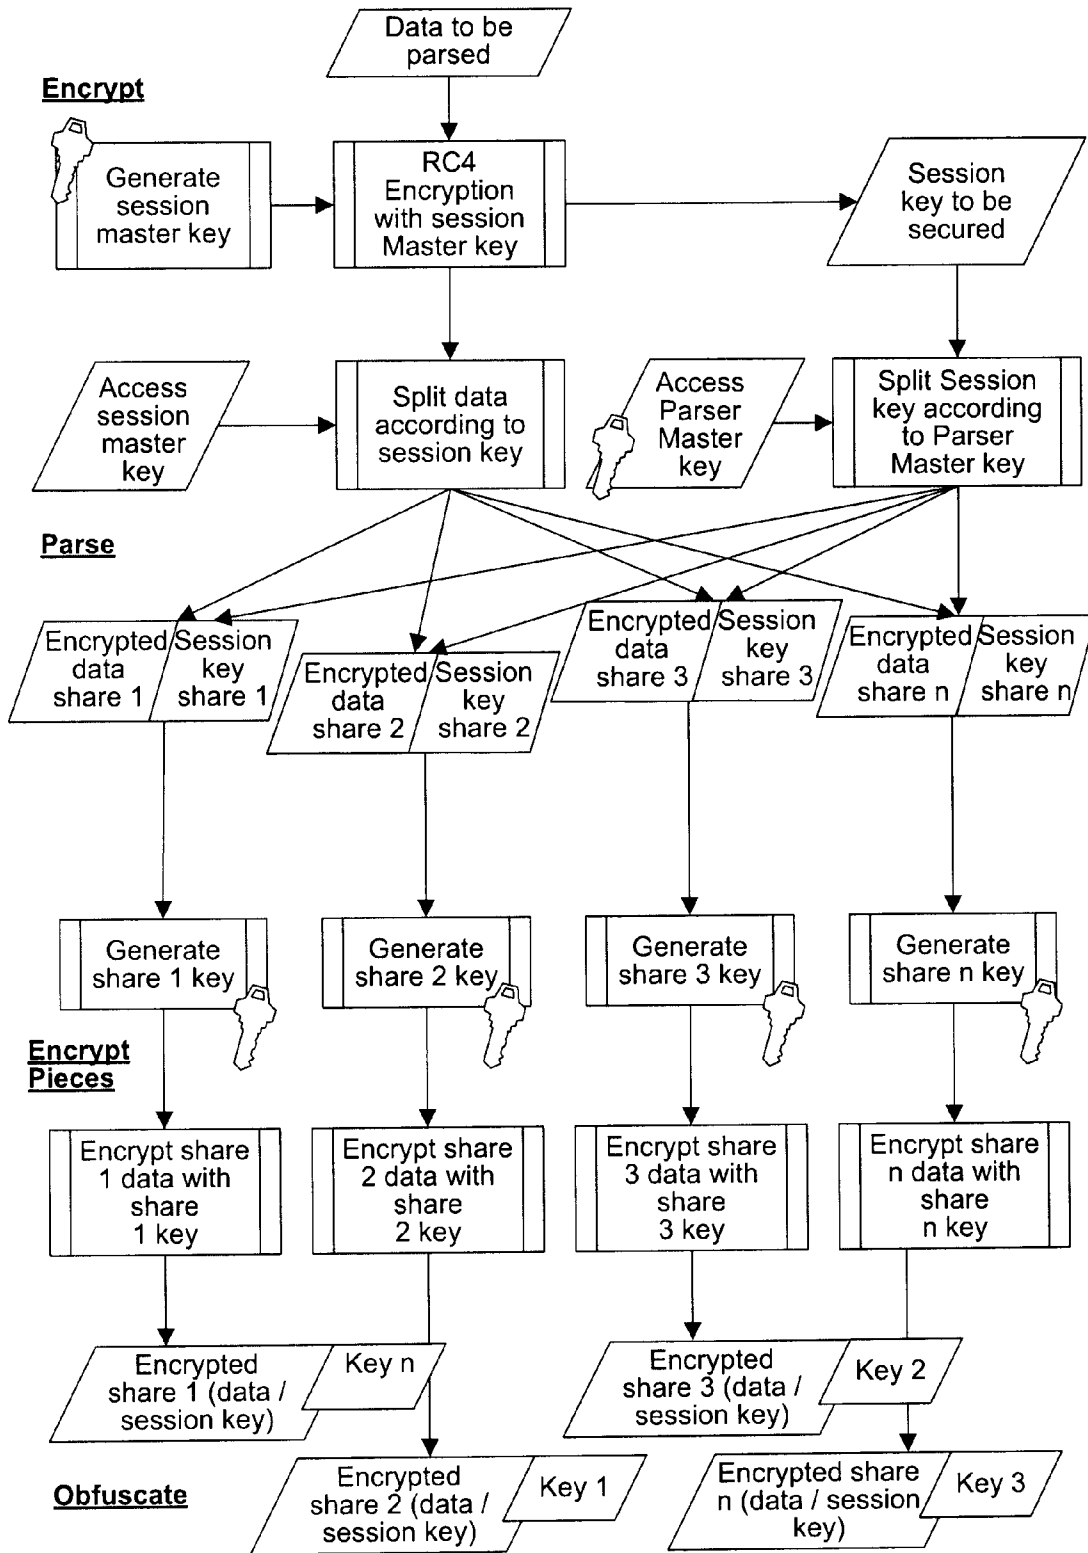 Data to be
parsed
Encrypt
Generate
session
master key
RC4
Encryption
with session
Master key
Session
key to be
secured
Access
session
master
key
Split data
according to
session key
Access
Parser
Master
key
Split Session
key according
to Parser
Master key
Parse
Encrypted
data
share 1
Session
key
share 1
Encrypted
data
share 2
Session
key
share 2
Encrypted
data
share 3
Session
key
share 3
Encrypted
data
share n
Session
key
share n
Generate
share 1 key
Generate
share 2 key
Generate
share 3 key
Generate
share n key
Encrypt
Pieces
Encrypt share
1 data with
share
1 key
Encrypt share
2 data with
share
2 key
Encrypt share
3 data with
share
3 key
Encrypt share
n data with
share
n key
Encrypted
share 1 (data /
session key)
Key n
Encrypted
share 3 (data /
session key)
Key 2
Obfuscate
Encrypted
share 2 (data /
session key)
Key 1
Encrypted share
n (data / session
key)
Key 3